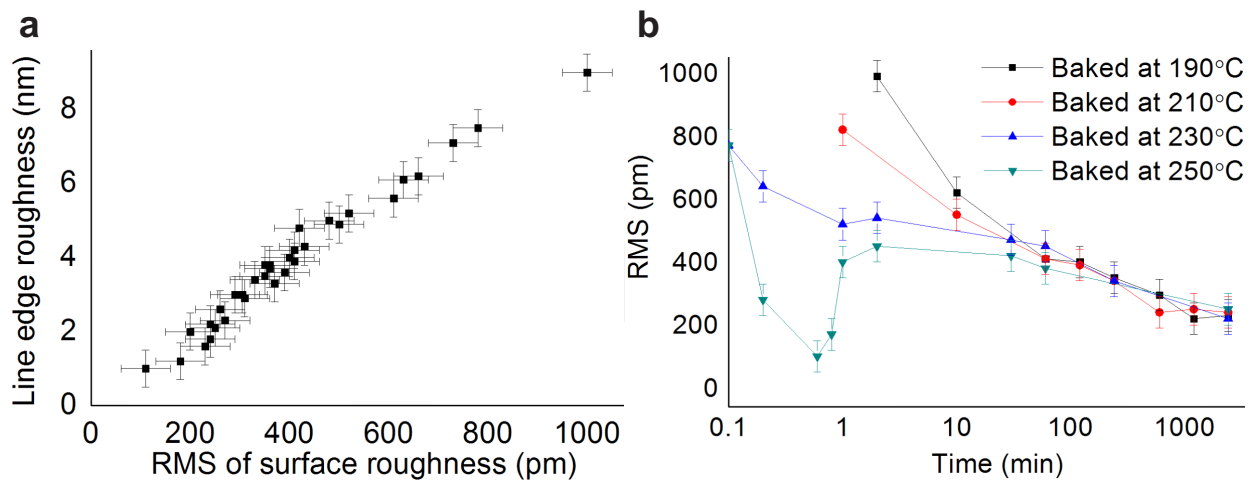 a
Line edge roughness (nm)
8
6
4
2
0
0 200 400 600 800 1000
RMS of surface roughness (pm)
b
RMS (pm)
1000
800
600
400
200
0
0.1 1 10 100 1000
Time (min)
Baked at 190°C
Baked at 210°C
Baked at 230°C
Baked at 250°C